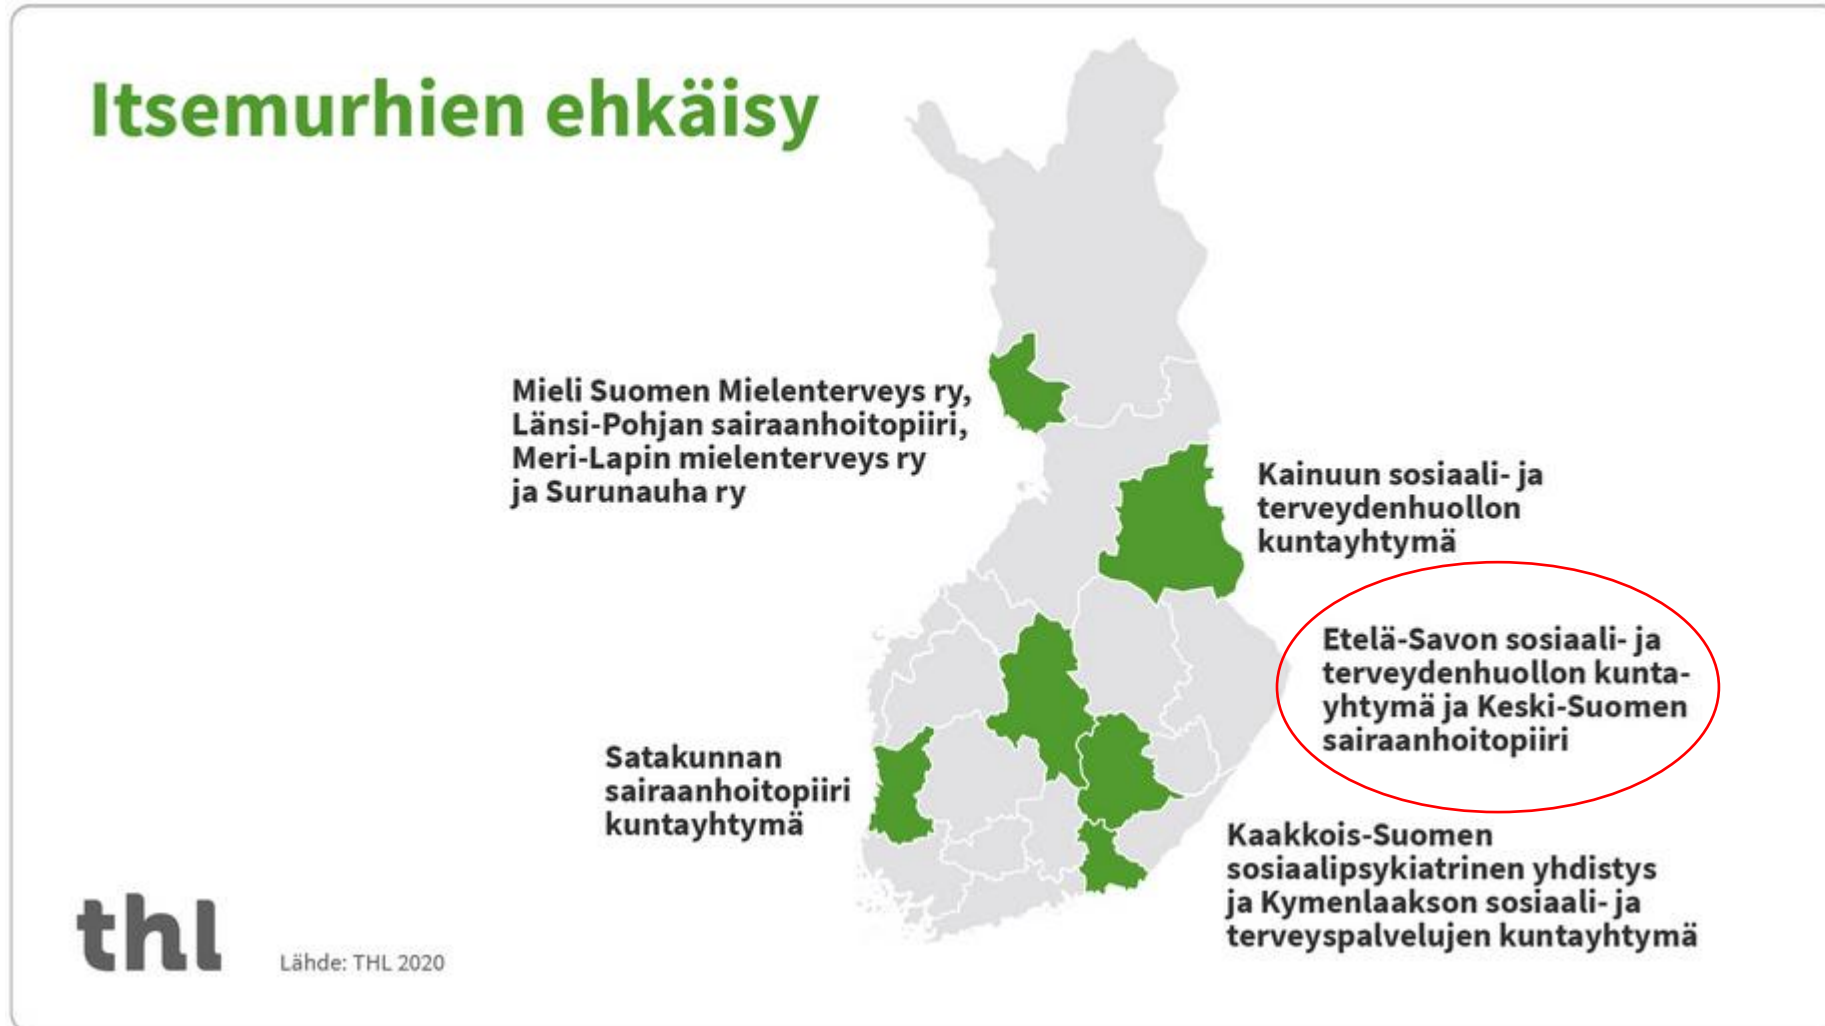 Itsemurhien ehkäisy
Mieli Suomen Mielenterveys ry,
Länsi-Pohjan sairaanhoitopiiri,
Meri-Lapin mielenterveys ry
ja Surunauha ry
Kainuun sosiaali- ja
terveydenhuollon
kuntayhtymä
Etelä-Savon sosiaali- ja
terveydenhuollon kunta-
yhtymä ja Keski-Suomen
sairaanhoitopiiri
Satakunnan
sairaanhoitopiiri
kuntayhtymä
Kaakkois-Suomen
sosiaalipsykiatrinen yhdistys
ja Kymenlaakson sosiaali- ja
terveyspalvelujen kuntayhtymä
thl
Lähde: THL 2020